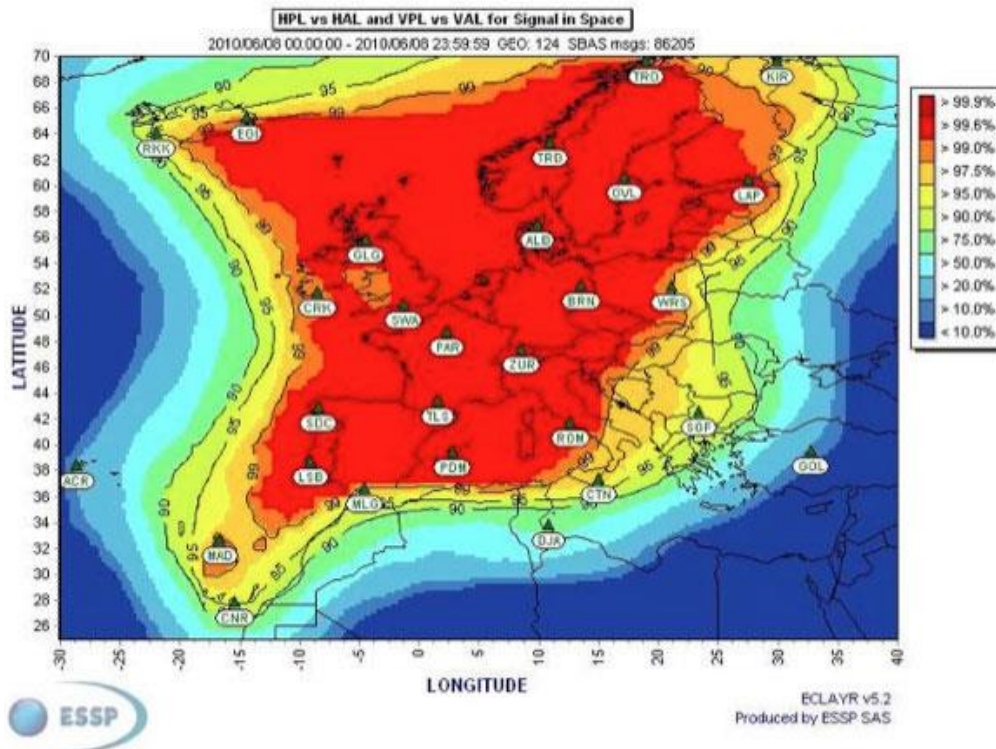 HPL vs HAL and VPL vs VAL for Signal in Space
2010/06/08 00:00:00 - 2010/06/08 23:59:59 GEO: 124 SBAS msgs: 86205
70
68
66
64
62
60
58
56
54
52
50
48
46
44
42
40
38
36
34
32
30
28
26
LATITUDE
-30
-25
-20
-15
-10
-5
0
5
10
15
20
25
30
35
40
LONGITUDE
> 99.9%
> 99.6%
> 99.0%
> 97.5%
> 95.0%
> 90.0%
> 75.0%
> 50.0%
> 20.0%
> 10.0%
< 10.0%
TRO
KIR
RKK
EGI
TRD
GVL
LAP
ALB
GLG
CRK
SWA
BRN
WRS
PAR
ZUR
TLS
SDC
ROM
SOF
LSB
PDM
GOL
ACR
MLG
CTN
DJA
MAD
CNR
90
95
99
ESSP
ECLAYR v5.2
Produced by ESSP SAS